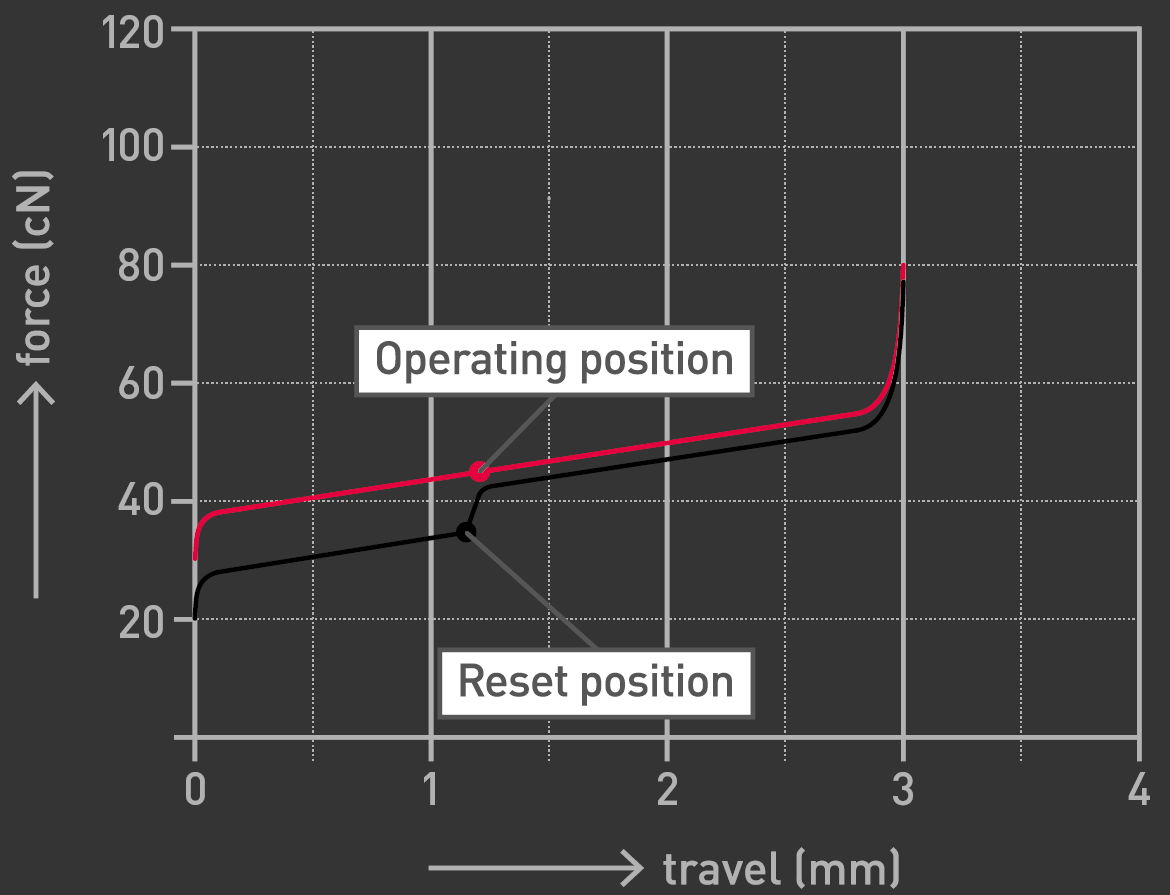 120
100
80
60
40
20
force (cN)
Operating position
Reset position
0 1 2 3 4
travel (mm)